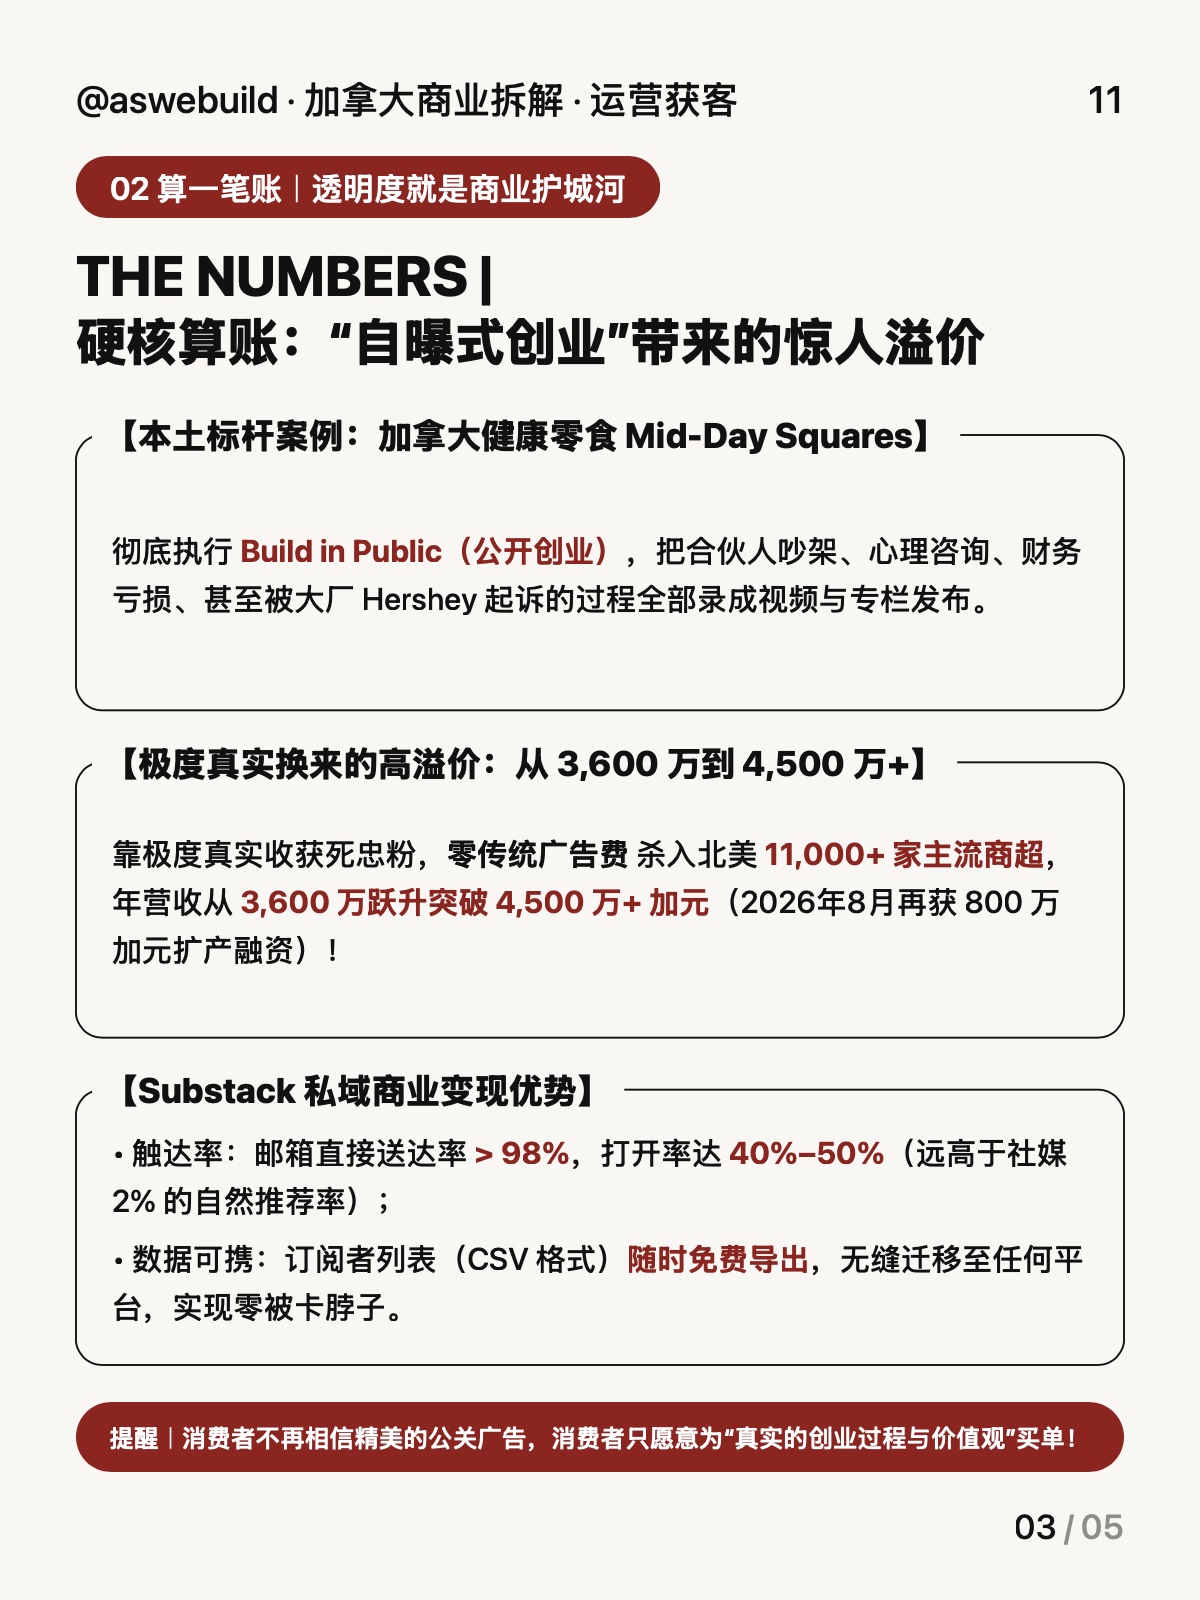 @aswebuild · 加拿大商业拆解 · 运营获客
11
02 算一笔账｜透明度就是商业护城河
THE NUMBERS |
硬核算账：“自曝式创业”带来的惊人溢价
【本土标杆案例：加拿大健康零食 Mid-Day Squares】
彻底执行 Build in Public（公开创业），把合伙人吵架、心理咨询、财务
亏损、甚至被大厂 Hershey 起诉的过程全部录成视频与专栏发布。
【极度真实换来的高溢价：从 3,600 万到 4,500 万+】
靠极度真实收获死忠粉，零传统广告费 杀入北美 11,000+ 家主流商超，
年营收从 3,600 万跃升突破 4,500 万+ 加元（2026年8月再获 800 万
加元扩产融资）！
【Substack 私域商业变现优势】
· 触达率：邮箱直接送达率 > 98%，打开率达 40%–50%（远高于社媒
2% 的自然推荐率）；
· 数据可携：订阅者列表（CSV 格式）随时免费导出，无缝迁移至任何平
台，实现零被卡脖子。
提醒｜消费者不再相信精美的公关广告，消费者只愿意为“真实的创业过程与价值观”买单！
03 / 05